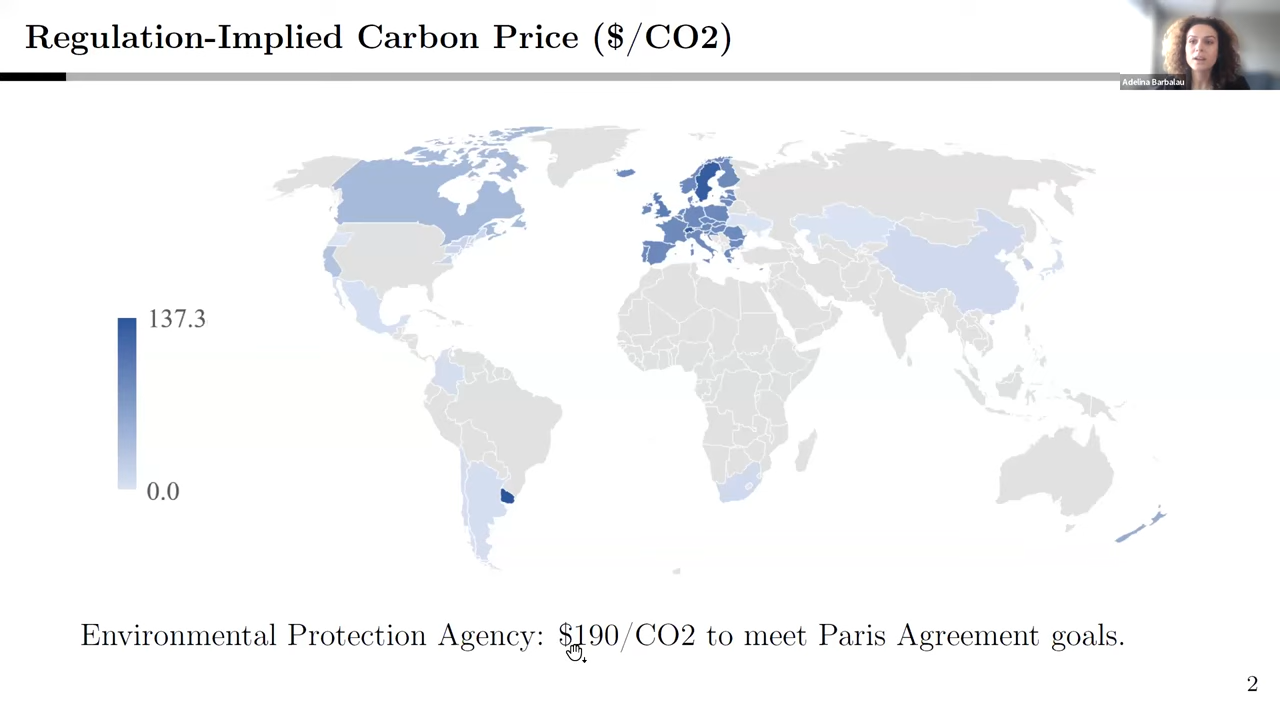 Regulation-Implied Carbon Price ($/CO2)
Adelina Barbalau
137.3
0.0
Environmental Protection Agency: $190/CO2 to meet Paris Agreement goals.
2